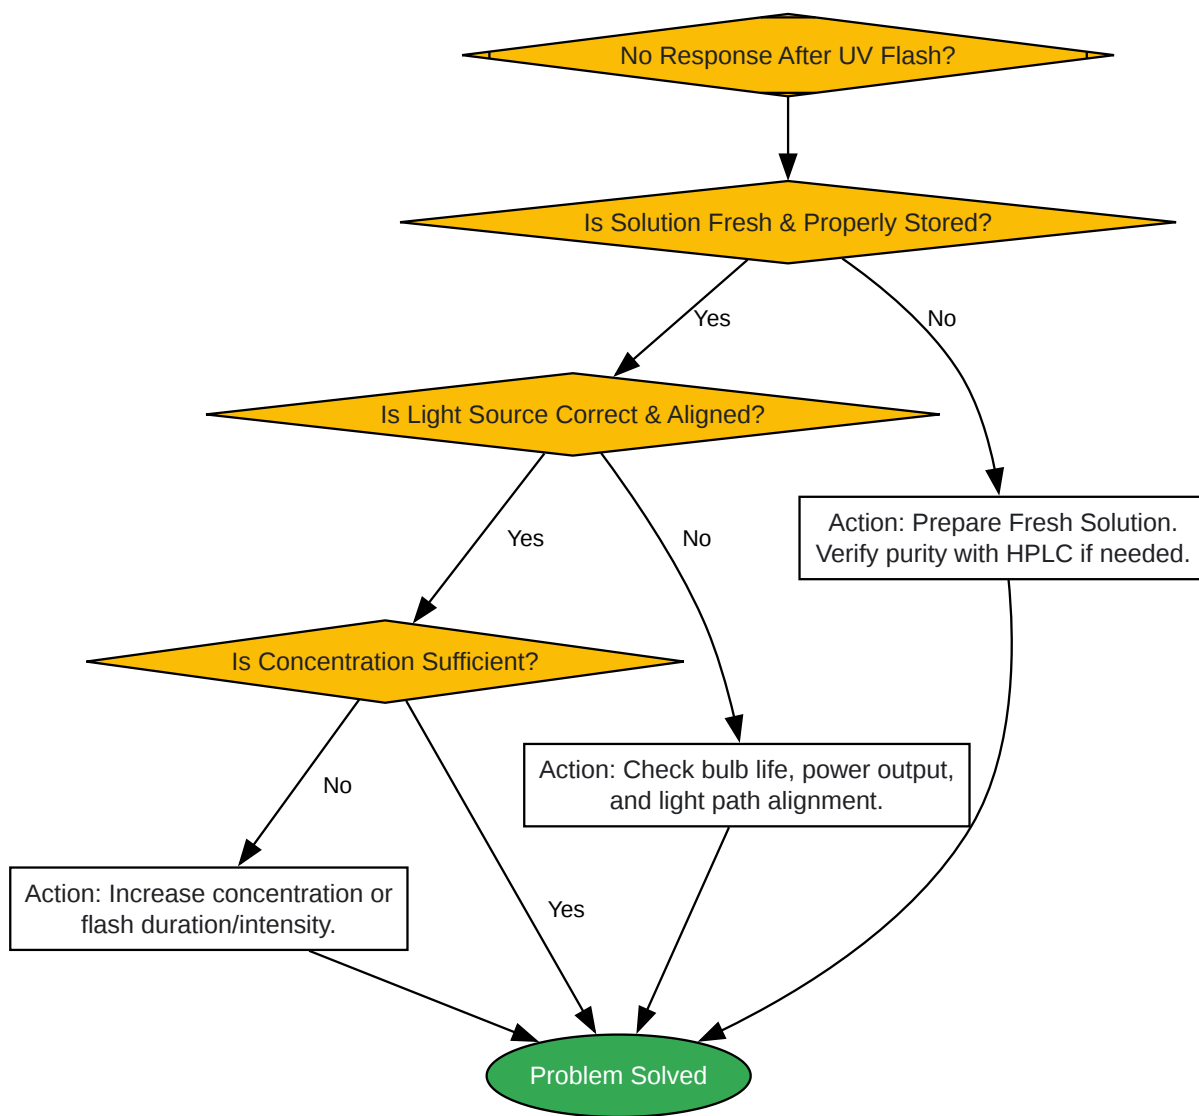 No Response After UV Flash?
Is Solution Fresh & Properly Stored?
Yes
No
Is Light Source Correct & Aligned?
Action: Prepare Fresh Solution.
Verify purity with HPLC if needed.
Yes
No
Is Concentration Sufficient?
Action: Check bulb life, power output,
and light path alignment.
No
Action: Increase concentration or
flash duration/intensity.
Yes
Problem Solved